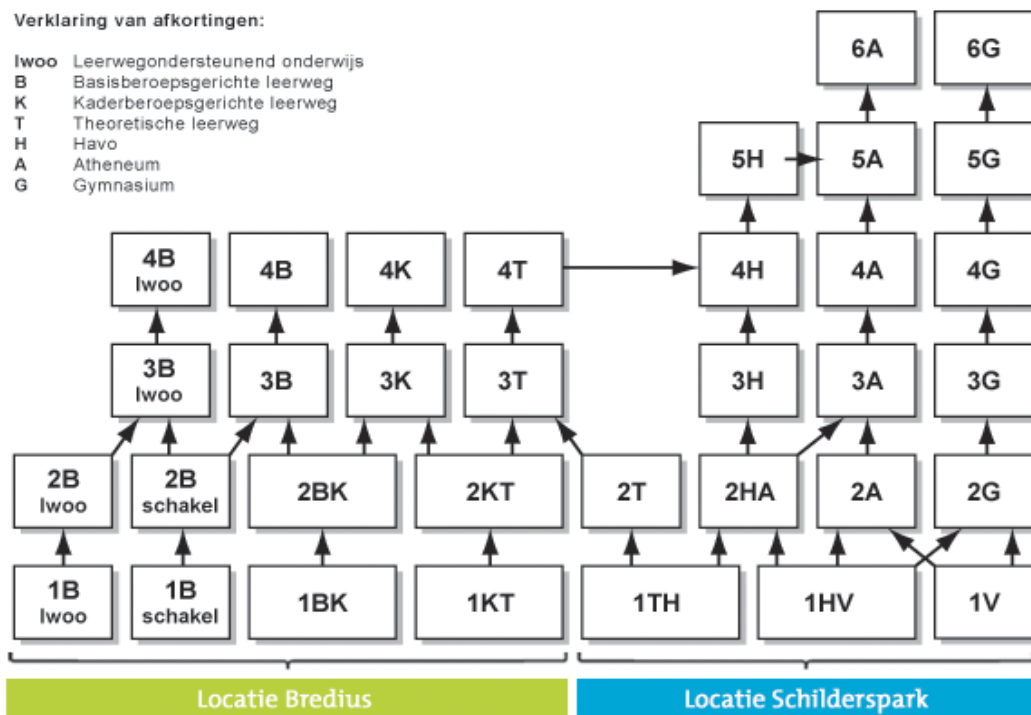 Verklaring van afkortingen:
lwoo Leerwegondersteunend onderwijs
B Basisberoepsgerichte leerweg
K Kaderberoepsgerichte leerweg
T Theoretische leerweg
H Havo
A Atheneum
G Gymnasium
6A 6G
5H 5A 5G
4B 4B 4K 4T 4H 4A 4G
lwoo
3B 3B 3K 3T 3H 3A 3G
lwoo
2B 2B 2BK 2KT 2T 2HA 2A 2G
lwoo schakel
1B 1B 1BK 1KT 1TH 1HV 1V
lwoo schakel
Locatie Bredius Locatie Schilderspark